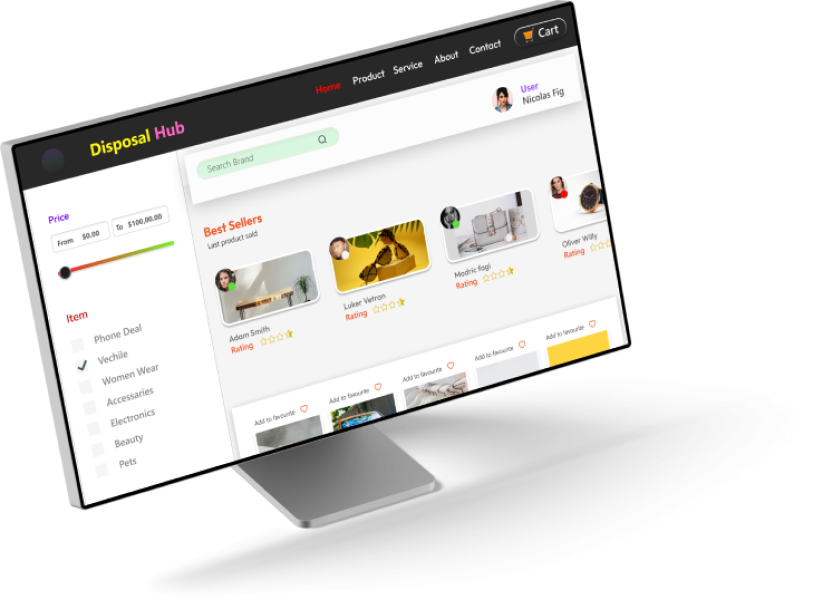 Home Product Service About Contact Cart
Disposal Hub
User
Nicolas Fig
Search Brand
Price
From $0.00 To $100,00.00
Best Sellers
Last product sold
Adam Smith
Rating
Luker Vetran
Rating
Madric fagi
Rating
Oliver Willy
Rating
Item
Phone Deal
Vechile
Women Wear
Accessaries
Electronics
Beauty
Pets
Add to favourite
Add to favourite
Add to favourite
Add to favourite
Add to favourite